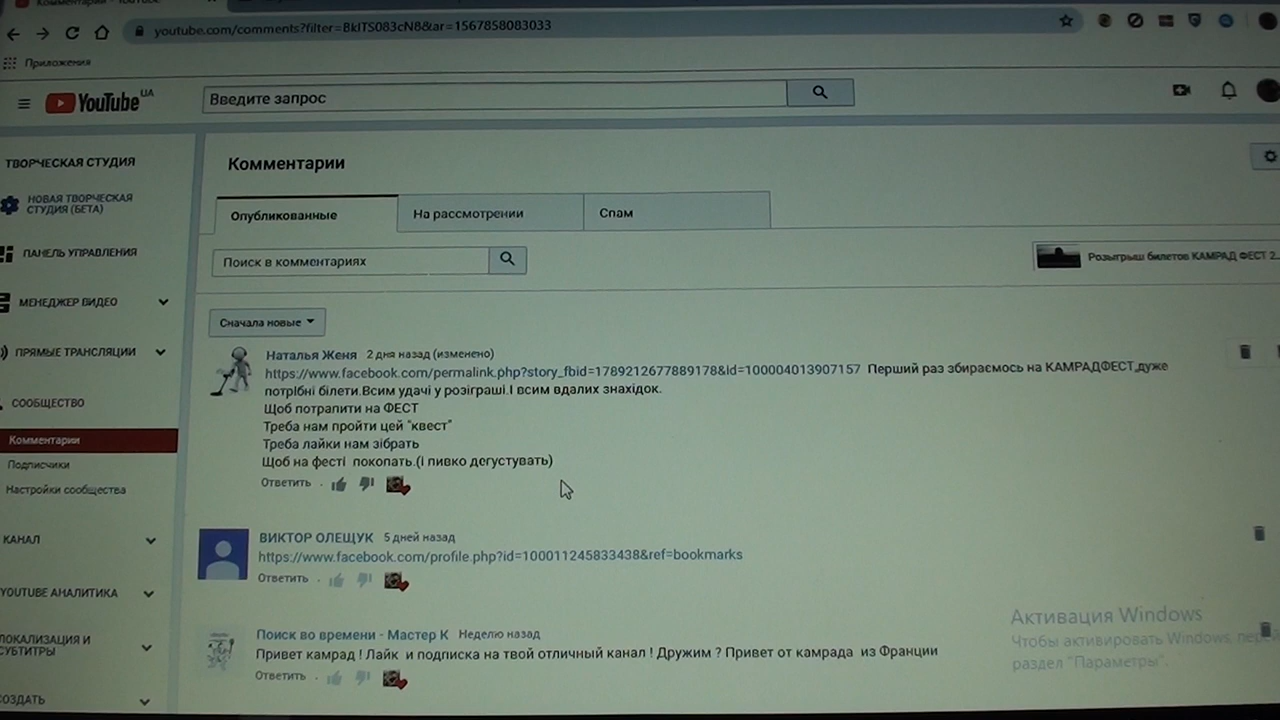 Комментарии - YouTube
youtube.com/comments?filter=BkITS083cN8&ar=1567858083033
Приложения
YouTube UA
Введите запрос
ТВОРЧЕСКАЯ СТУДИЯ
НОВАЯ ТВОРЧЕСКАЯ
СТУДИЯ (БЕТА)
ПАНЕЛЬ УПРАВЛЕНИЯ
МЕНЕДЖЕР ВИДЕО
ПРЯМЫЕ ТРАНСЛЯЦИИ
СООБЩЕСТВО
Комментарии
Подписчики
Настройки сообщества
КАНАЛ
YOUTUBE АНАЛИТИКА
ЛОКАЛИЗАЦИЯ И
СУБТИТРЫ
СОЗДАТЬ
Комментарии
Опубликованные
На рассмотрении
Спам
Поиск в комментариях
Розыгрыш билетов КАМРАД ФЕСТ 2...
Сначала новые
Наталья Женя 2 дня назад (изменено)
https://www.facebook.com/permalink.php?story_fbid=1789212677889178&id=100004013907157 Перший раз збираємось на КАМРАДФЕСТ,дуже
потрібні білети.Всим удачі у розіграші.І всим вдалих знахідок.
Щоб потрапити на ФЕСТ
Треба нам пройти цей "квест"
Треба лайки нам зібрать
Щоб на фесті покопать.(і пивко дегустувать)
Ответить
ВИКТОР ОЛЕЩУК 5 дней назад
https://www.facebook.com/profile.php?id=100011245833438&ref=bookmarks
Ответить
Поиск во времени - Мастер К Неделю назад
Привет камрад ! Лайк и подписка на твой отличный канал ! Дружим ? Привет от камрада из Франции
Ответить
Активация Windows
Чтобы активировать Windows,
раздел "Параметры".